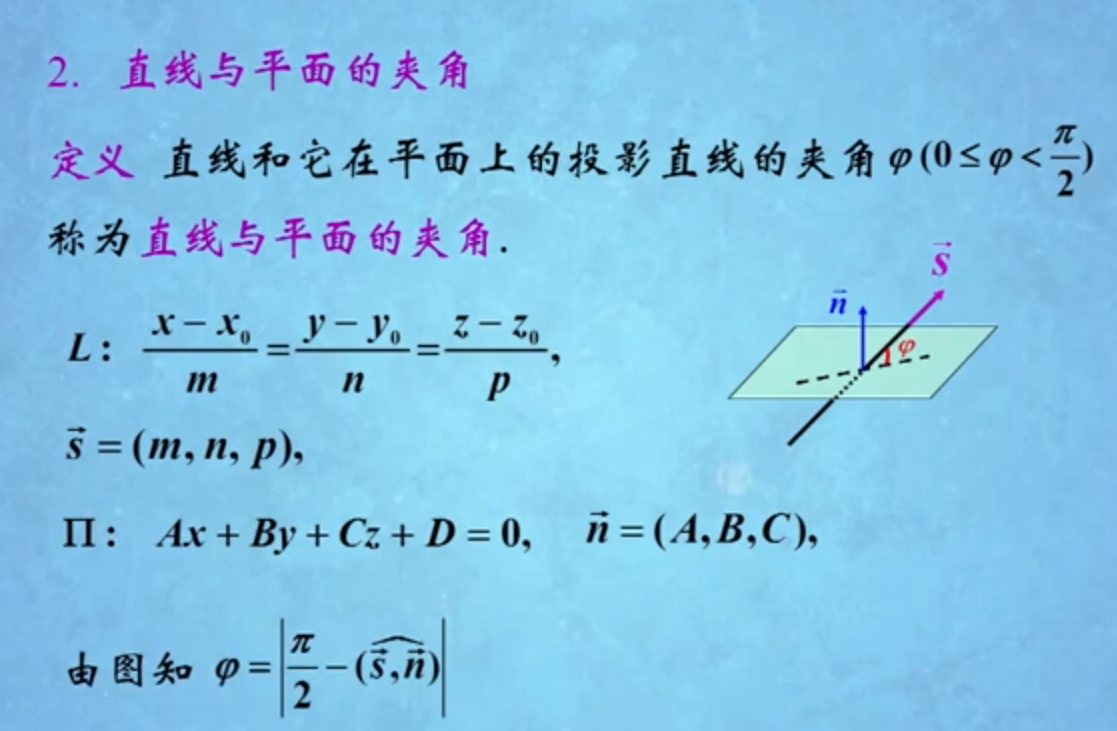 2. 直线与平面的夹角
定义 直线和它在平面上的投影直线的夹角 φ (0 ≤ φ < π/2)
称为直线与平面的夹角.
L: (x − x₀)/m = (y − y₀)/n = (z − z₀)/p,
s⃗ = (m, n, p),
Π: Ax + By + Cz + D = 0, n⃗ = (A, B, C),
由图知 φ = |π/2 − (s⃗, n⃗)^|
s⃗
n⃗
φ